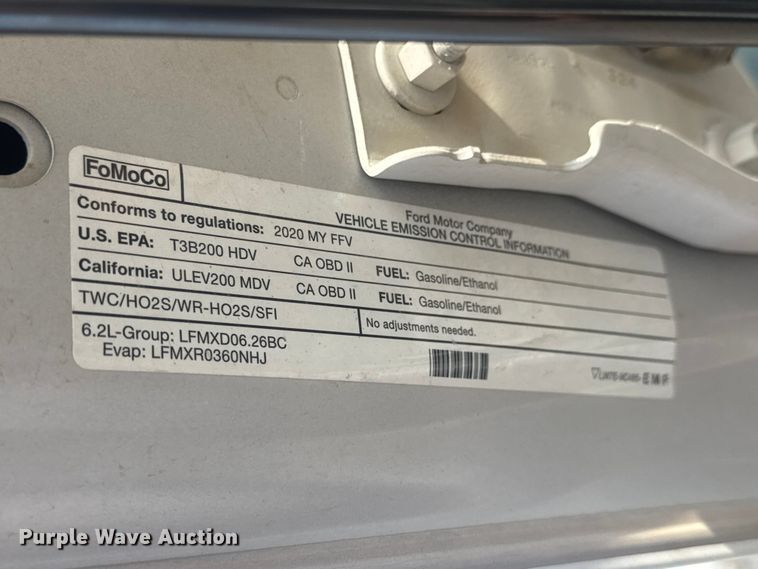 FoMoCo
Ford Motor Company
VEHICLE EMISSION CONTROL INFORMATION
Conforms to regulations: 2020 MY FFV
U.S. EPA: T3B200 HDV CA OBD II FUEL: Gasoline/Ethanol
California: ULEV200 MDV CA OBD II FUEL: Gasoline/Ethanol
TWC/HO2S/WR-HO2S/SFI
No adjustments needed.
6.2L-Group: LFMXD06.26BC
Evap: LFMXR0360NHJ
Purple Wave Auction